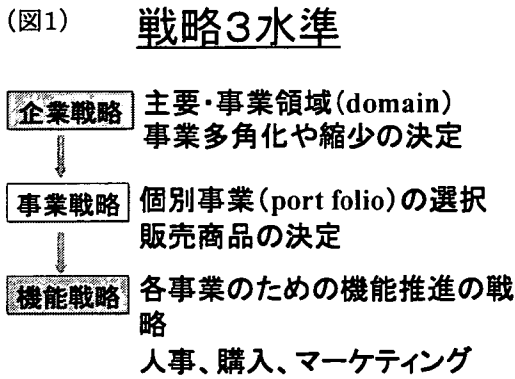 (図1) 戦略3水準
企業戦略 主要・事業領域(domain)
事業多角化や縮少の決定
事業戦略 個別事業(port folio)の選択
販売商品の決定
機能戦略 各事業のための機能推進の戦
略
人事、購入、マーケティング